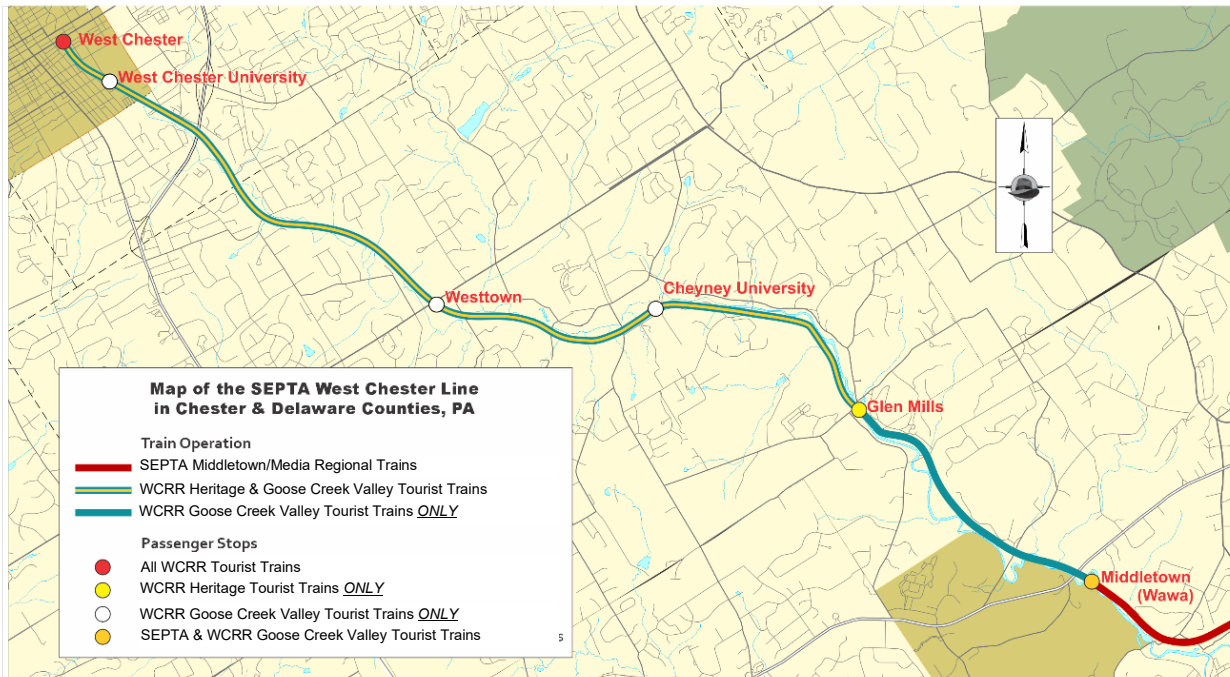 West Chester
West Chester University
Westtown
Cheyney University
Glen Mills
Middletown
(Wawa)
Map of the SEPTA West Chester Line
in Chester & Delaware Counties, PA
Train Operation
SEPTA Middletown/Media Regional Trains
WCRR Heritage & Goose Creek Valley Tourist Trains
WCRR Goose Creek Valley Tourist Trains ONLY
Passenger Stops
All WCRR Tourist Trains
WCRR Heritage Tourist Trains ONLY
WCRR Goose Creek Valley Tourist Trains ONLY
SEPTA & WCRR Goose Creek Valley Tourist Trains
s